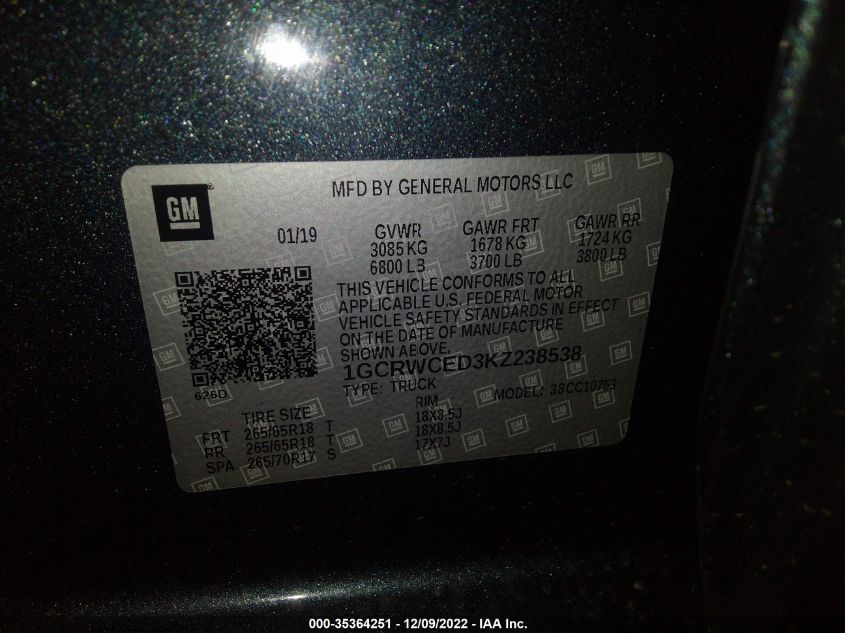 GM
MFD BY GENERAL MOTORS LLC
01/19
GVWR GAWR FRT GAWR RR
3085 KG 1678 KG 1724 KG
6800 LB 3700 LB 3800 LB
THIS VEHICLE CONFORMS TO ALL
APPLICABLE U.S. FEDERAL MOTOR
VEHICLE SAFETY STANDARDS IN EFFECT
ON THE DATE OF MANUFACTURE
SHOWN ABOVE.
1GCRWCED3KZ238538
TYPE: TRUCK MODEL: 38CC10753
626D
TIRE SIZE RIM
FRT 265/65R18 T 18X8.5J
RR 265/65R18 T 18X8.5J
SPA 265/70R17 S 17X7J
000-35364251 - 12/09/2022 - IAA Inc.